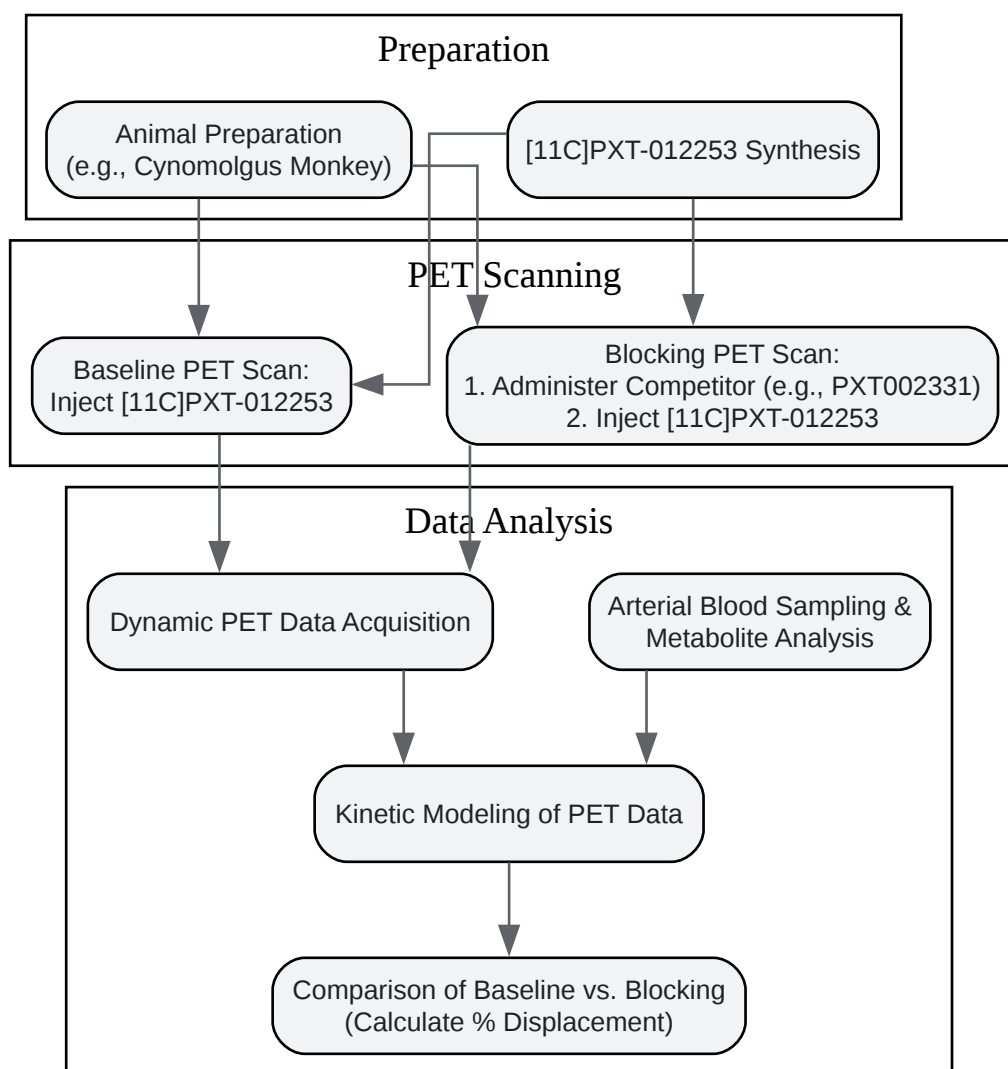 Preparation
Animal Preparation
(e.g., Cynomolgus Monkey)
[11C]PXT-012253 Synthesis
PET Scanning
Baseline PET Scan:
Inject [11C]PXT-012253
Blocking PET Scan:
1. Administer Competitor (e.g., PXT002331)
2. Inject [11C]PXT-012253
Data Analysis
Dynamic PET Data Acquisition
Arterial Blood Sampling &
Metabolite Analysis
Kinetic Modeling of PET Data
Comparison of Baseline vs. Blocking
(Calculate % Displacement)